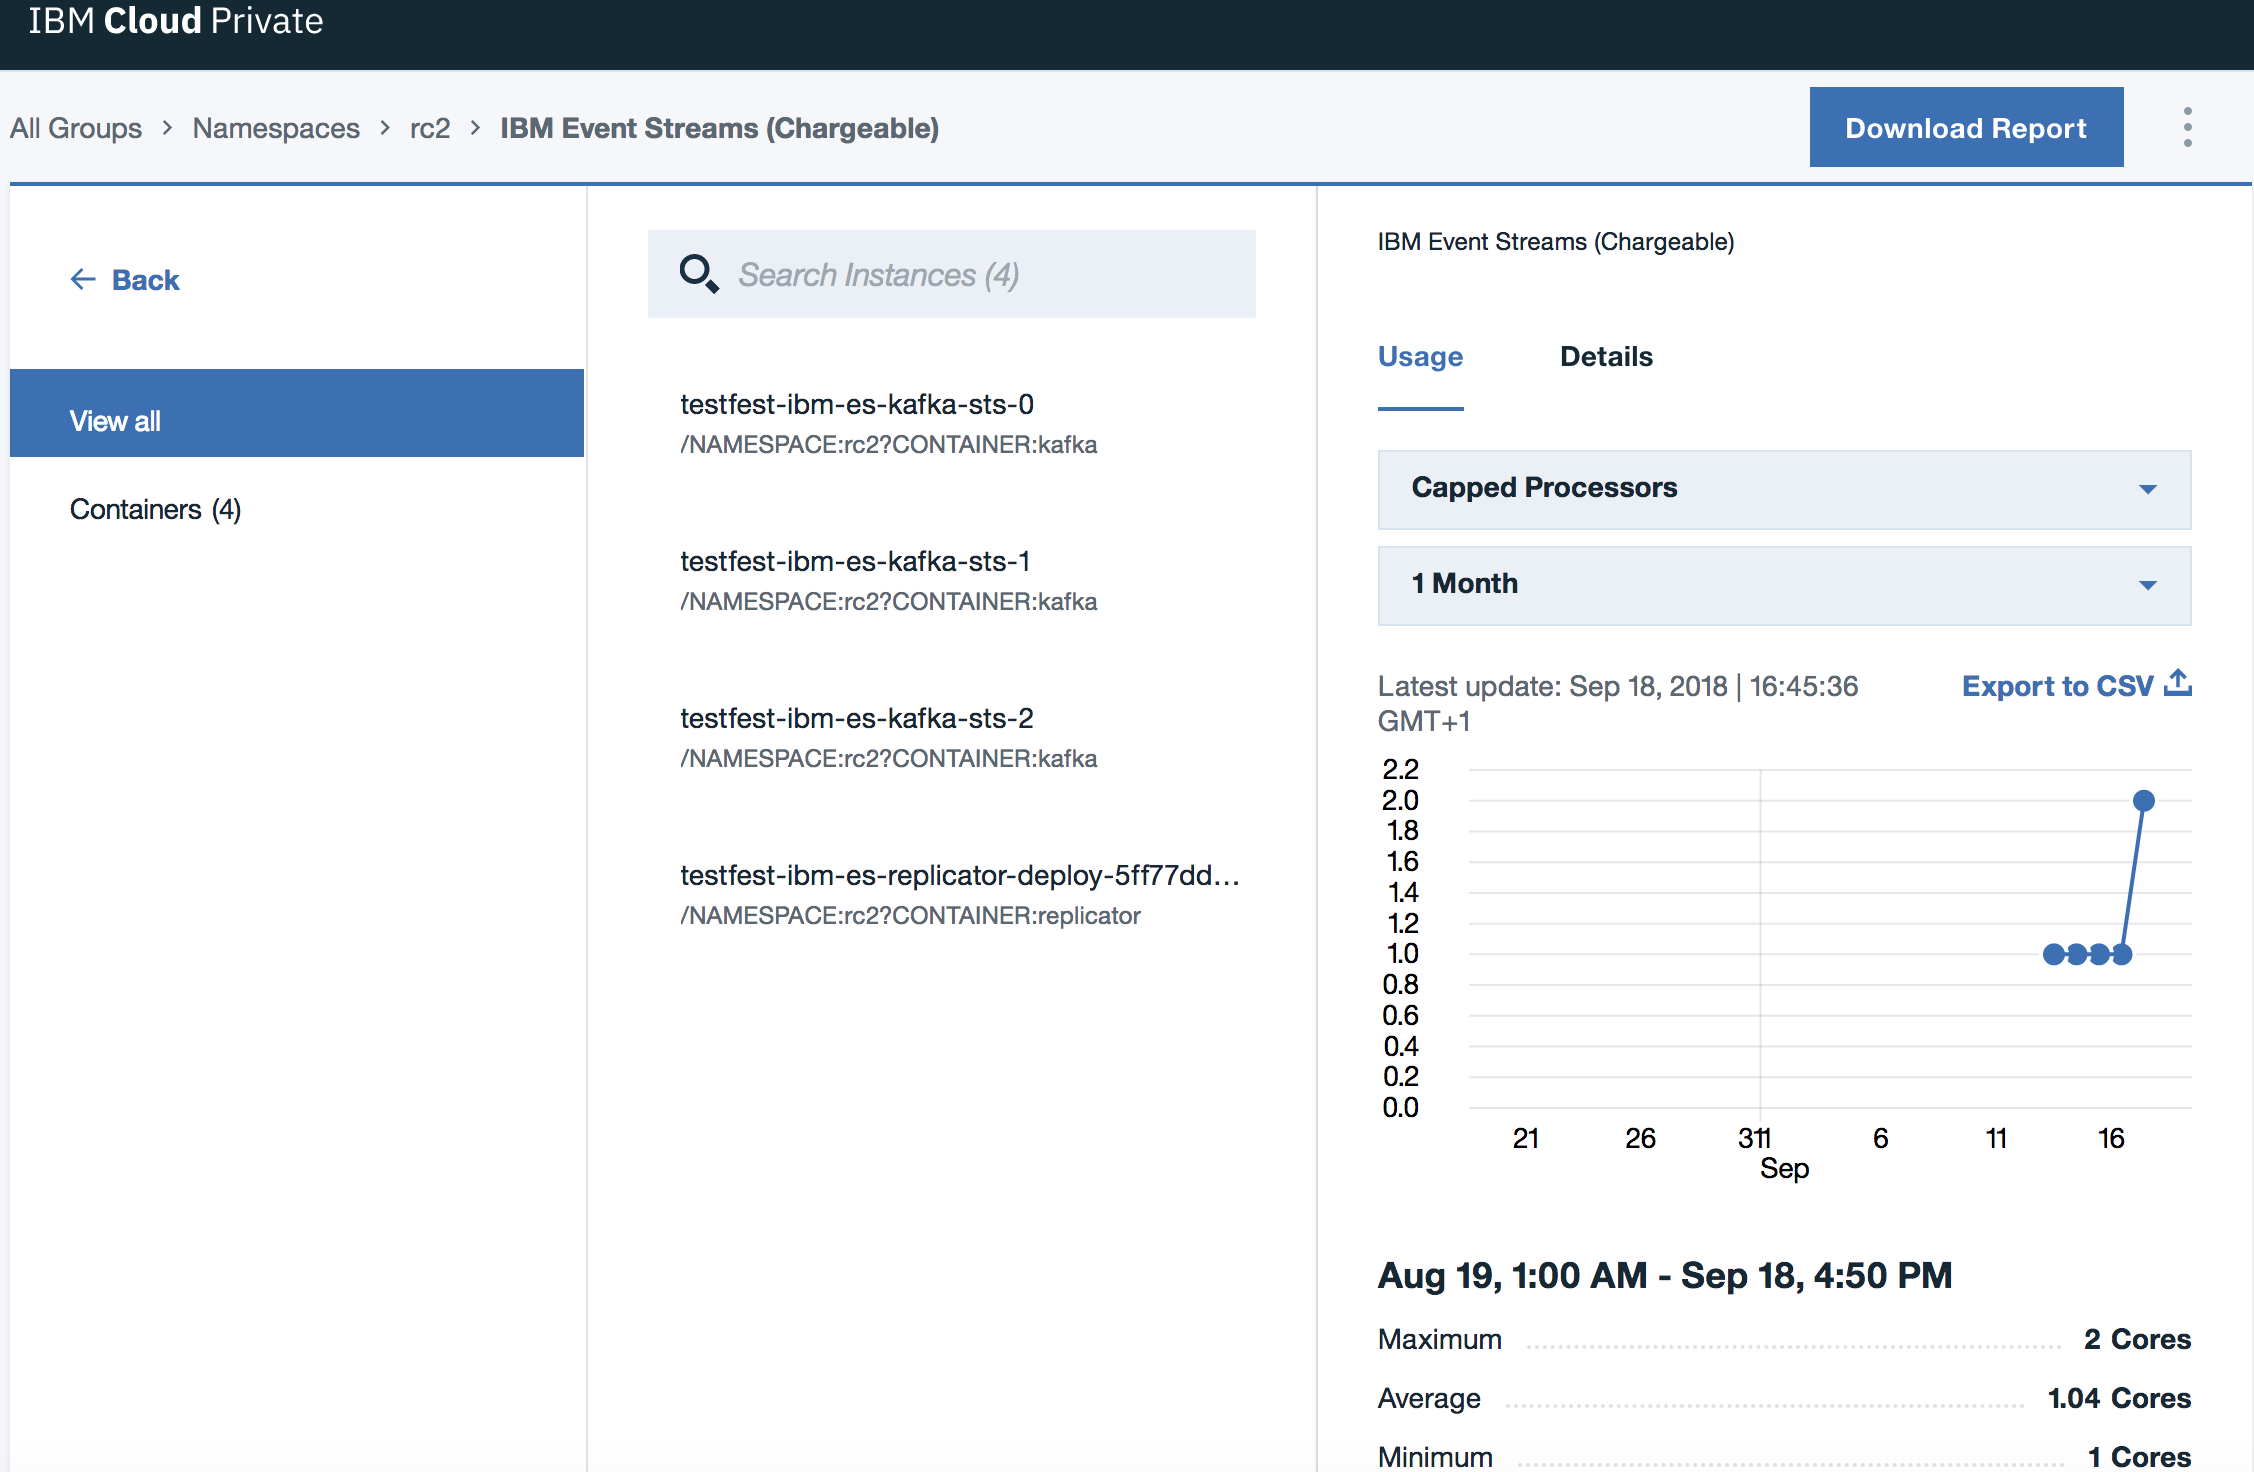 IBM Cloud Private
All Groups > Namespaces > rc2 > IBM Event Streams (Chargeable)
Download Report
← Back
View all
Containers (4)
Search Instances (4)
testfest-ibm-es-kafka-sts-0
/NAMESPACE:rc2?CONTAINER:kafka
testfest-ibm-es-kafka-sts-1
/NAMESPACE:rc2?CONTAINER:kafka
testfest-ibm-es-kafka-sts-2
/NAMESPACE:rc2?CONTAINER:kafka
testfest-ibm-es-replicator-deploy-5ff77dd...
/NAMESPACE:rc2?CONTAINER:replicator
IBM Event Streams (Chargeable)
Usage Details
Capped Processors
1 Month
Latest update: Sep 18, 2018 | 16:45:36
GMT+1
Export to CSV
2.2
2.0
1.8
1.6
1.4
1.2
1.0
0.8
0.6
0.4
0.2
0.0
21 26 311 6 11 16
Sep
Aug 19, 1:00 AM - Sep 18, 4:50 PM
Maximum 2 Cores
Average 1.04 Cores
Minimum 1 Cores